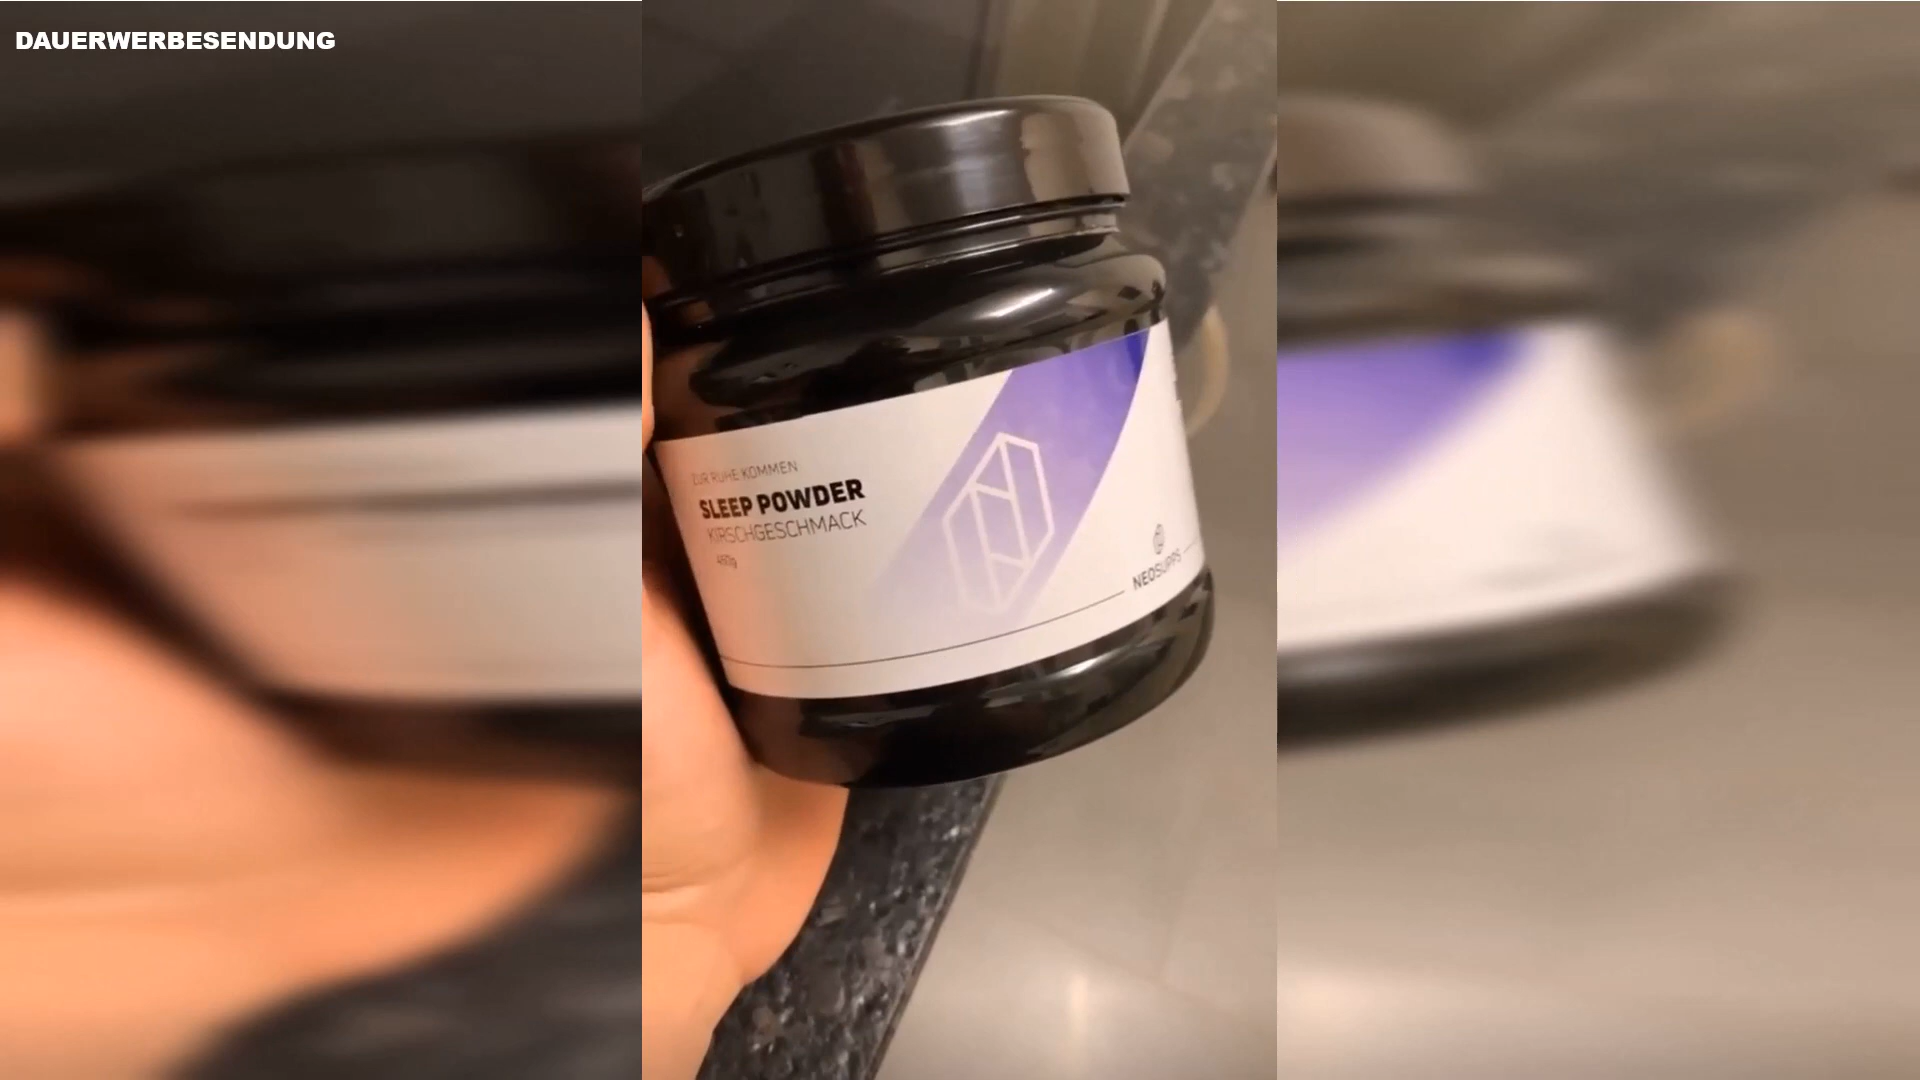 DAUERWERBESENDUNG
ZUR RUHE KOMMEN
SLEEP POWDER
KIRSCHGESCHMACK
NEOSUPPS